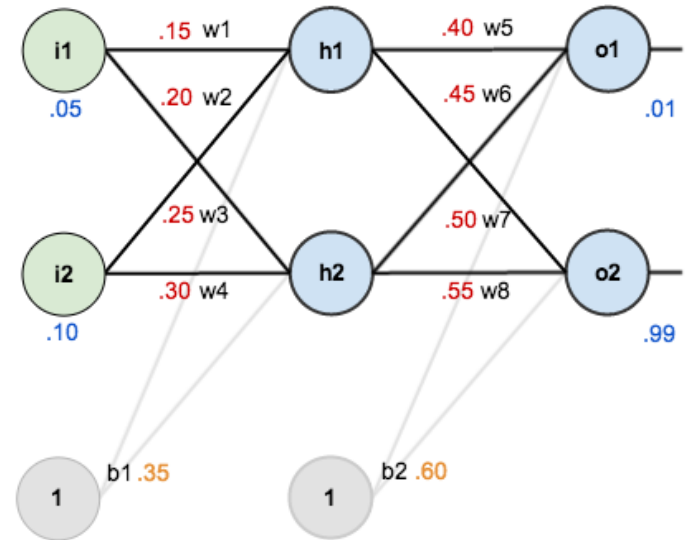 .15 w1
.40 w5
i1
h1
o1
.20 w2
.45 w6
.05
.01
.25 w3
.50 w7
i2
h2
o2
.30 w4
.55 w8
.10
.99
b1 .35
b2 .60
1
1